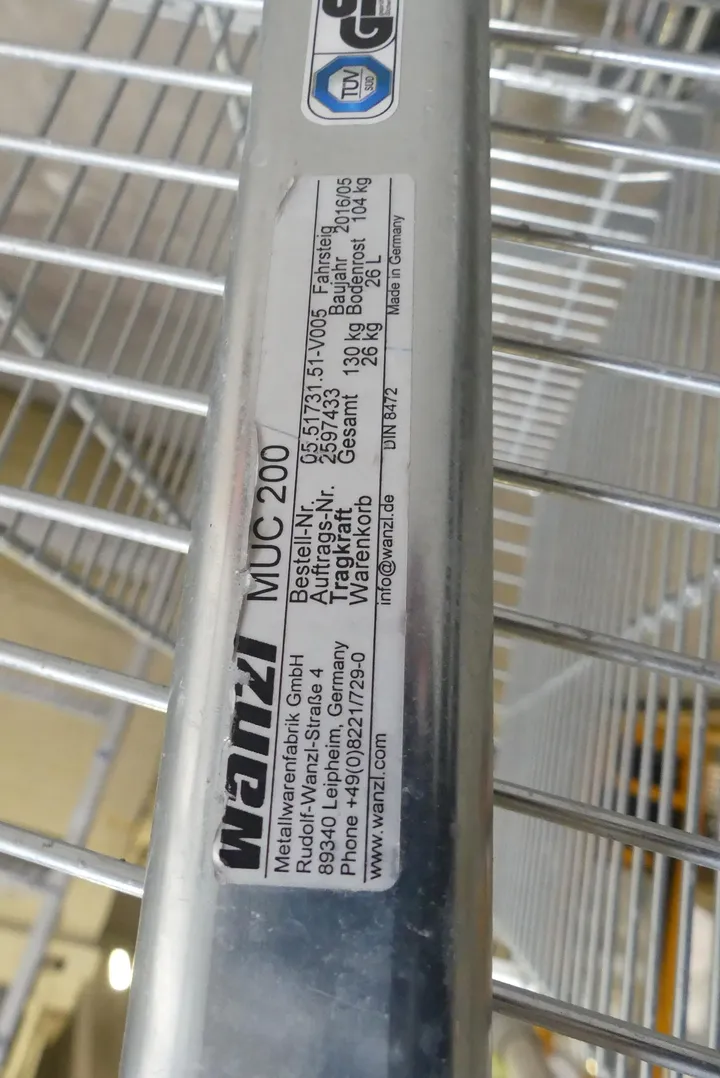 GS
TÜV
SÜD
wanzl MUC 200
Metallwarenfabrik GmbH
Rudolf-Wanzl-Straße 4
89340 Leipheim, Germany
Phone +49(0)8221/729-0
www.wanzl.com
Bestell-Nr. 05.51731.51-V005 Fahrsteig
Auftrags-Nr. 2597433 Baujahr 2016/05
Tragkraft Gesamt 130 kg Bodenrost 104 kg
Warenkorb 26 kg 26 L
info@wanzl.de DIN 8472 Made in Germany